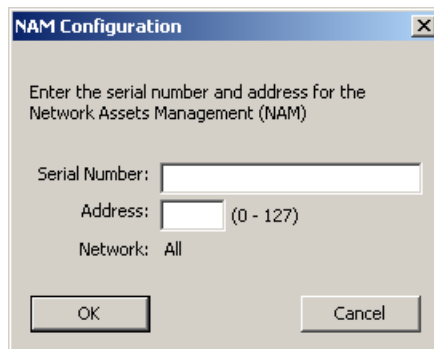 NAM Configuration
Enter the serial number and address for the
Network Assets Management (NAM)
Serial Number:
Address: (0 - 127)
Network: All
OK Cancel